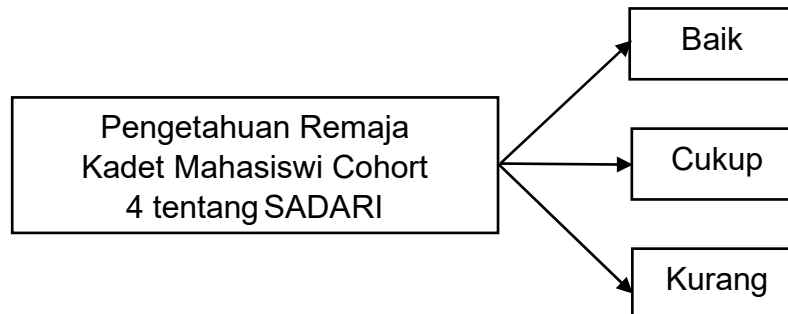 Baik
Pengetahuan Remaja
Kadet Mahasiswi Cohort
4 tentang SADARI
Cukup
Kurang